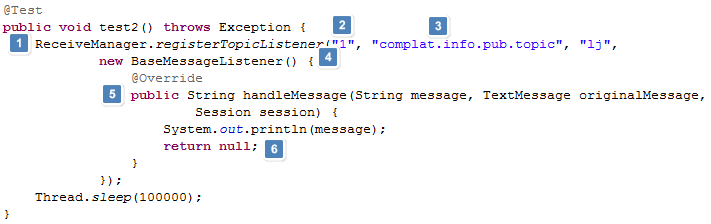 @Test
public void test2() throws Exception { 2 3
1 ReceiveManager.registerTopicListener("1", "complat.info.pub.topic", "lj",
new BaseMessageListener() { 4
@Override
5 public String handleMessage(String message, TextMessage originalMessage,
Session session) {
System.out.println(message);
return null; 6
}
});
Thread.sleep(100000);
}